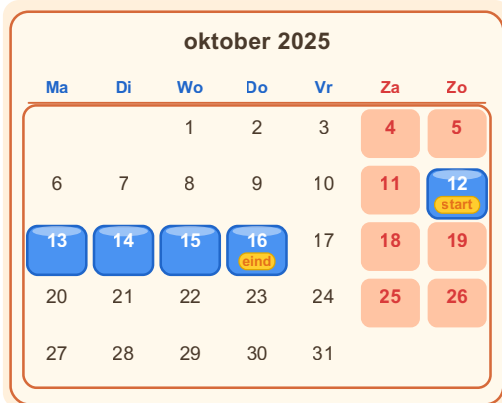 oktober 2025
Ma Di Wo Do Vr Za Zo
1 2 3 4 5
6 7 8 9 10 11 12
start
13 14 15 16 17 18 19
eind
20 21 22 23 24 25 26
27 28 29 30 31